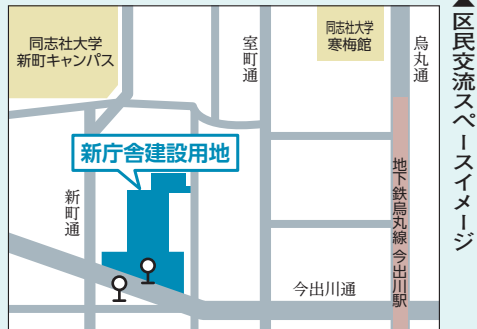 ▲区民交流スペースイメージ
同志社大学
新町キャンパス
室町通
同志社大学
寒梅館
烏丸通
新庁舎建設用地
新町通
地下鉄烏丸線 今出川駅
今出川通